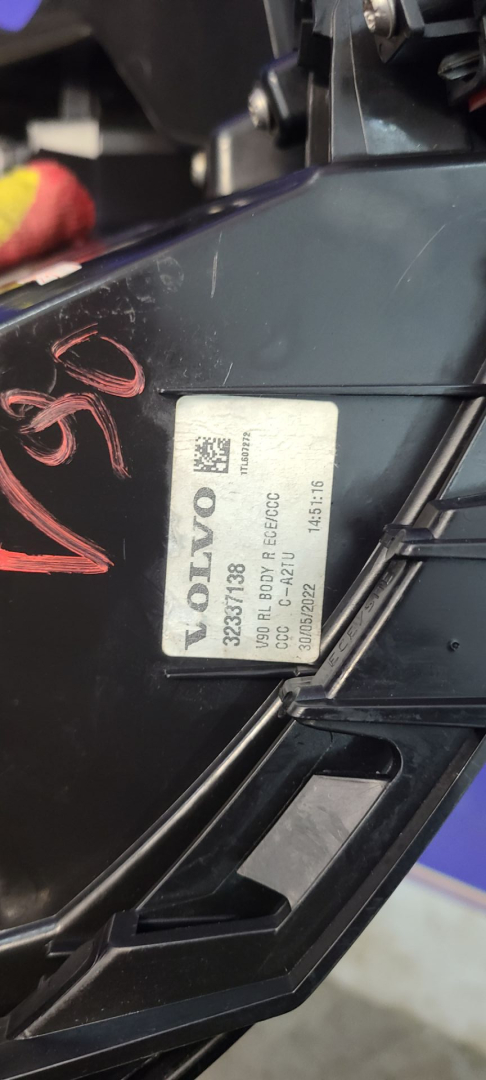 V90
1TL607272
VOLVO
32337138
V90 RL BODY R ECE/CCC
CCC C-A2TU
30/05/2022 14:51:16